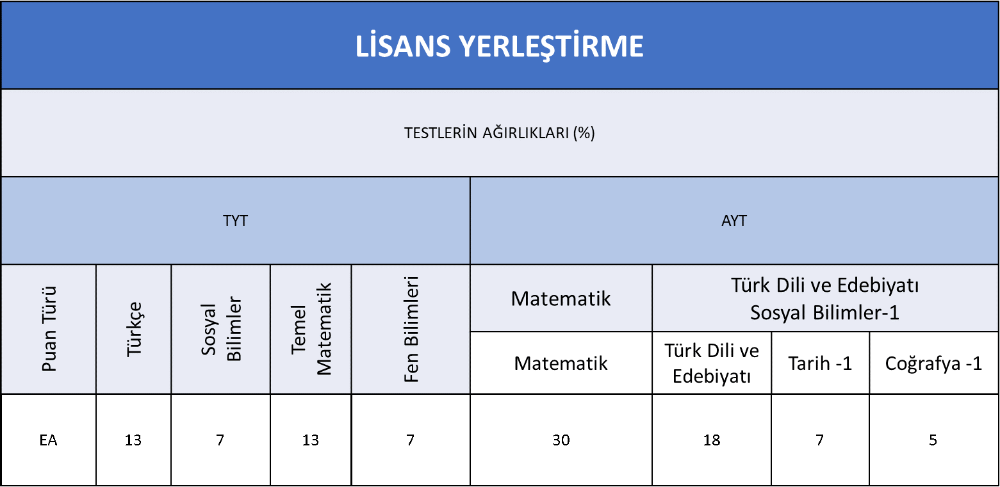 LİSANS YERLEŞTİRME
TESTLERİN AĞIRLIKLARI (%)
TYT
AYT
Puan Türü
Türkçe
Sosyal
Bilimler
Temel
Matematik
Fen Bilimleri
Matematik
Türk Dili ve Edebiyatı
Sosyal Bilimler-1
Matematik
Türk Dili ve
Edebiyatı
Tarih -1
Coğrafya -1
EA
13
7
13
7
30
18
7
5